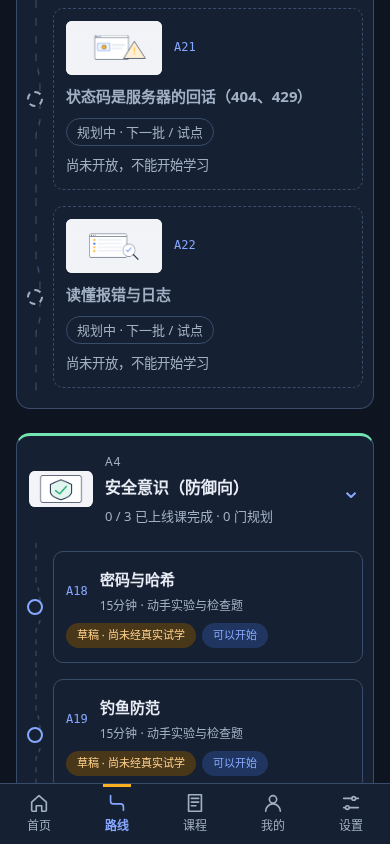 A21
状态码是服务器的回话（404、429）
规划中 · 下一批 / 试点
尚未开放，不能开始学习
A22
读懂报错与日志
规划中 · 下一批 / 试点
尚未开放，不能开始学习
A4
安全意识（防御向）
0 / 3 已上线课完成 · 0 门规划
A18
密码与哈希
15分钟 · 动手实验与检查题
草稿 · 尚未经真实试学
可以开始
A19
钓鱼防范
15分钟 · 动手实验与检查题
草稿 · 尚未经真实试学
可以开始
首页
路线
课程
我的
设置